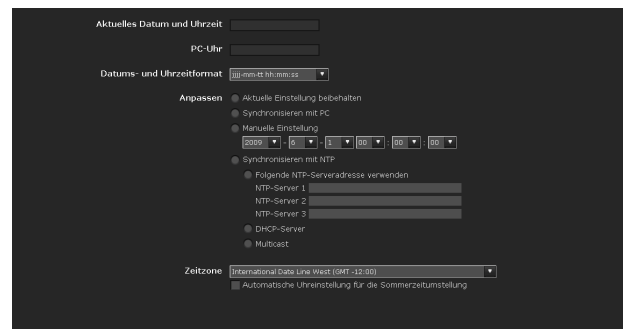 Aktuelles Datum und Uhrzeit
PC-Uhr
Datums- und Uhrzeitformat jjjj-mm-tt hh:mm:ss
Anpassen Aktuelle Einstellung beibehalten
Synchronisieren mit PC
Manuelle Einstellung
2009 - 6 - 1 00 : 00 : 00
Synchronisieren mit NTP
Folgende NTP-Serveradresse verwenden
NTP-Server 1
NTP-Server 2
NTP-Server 3
DHCP-Server
Multicast
Zeitzone International Date Line West (GMT -12:00)
Automatische Uhreinstellung für die Sommerzeitumstellung